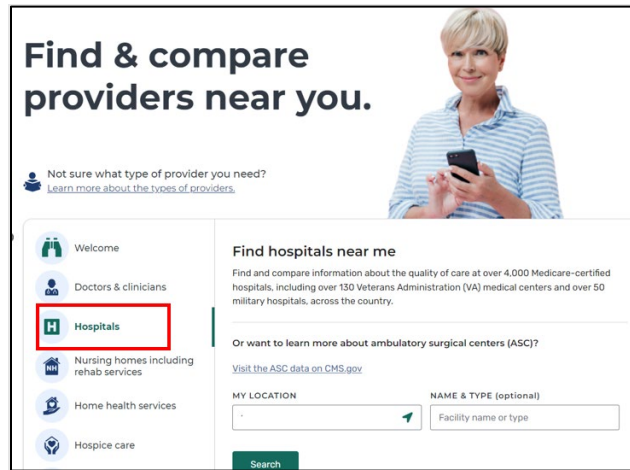 Find & compare
providers near you.
Not sure what type of provider you need?
Learn more about the types of providers.
Welcome
Doctors & clinicians
H
Hospitals
NH
Nursing homes including
rehab services
Home health services
Hospice care
Find hospitals near me
Find and compare information about the quality of care at over 4,000 Medicare-certified
hospitals, including over 130 Veterans Administration (VA) medical centers and over 50
military hospitals, across the country.
Or want to learn more about ambulatory surgical centers (ASC)?
Visit the ASC data on CMS.gov
MY LOCATION
NAME & TYPE (optional)
Facility name or type
Search